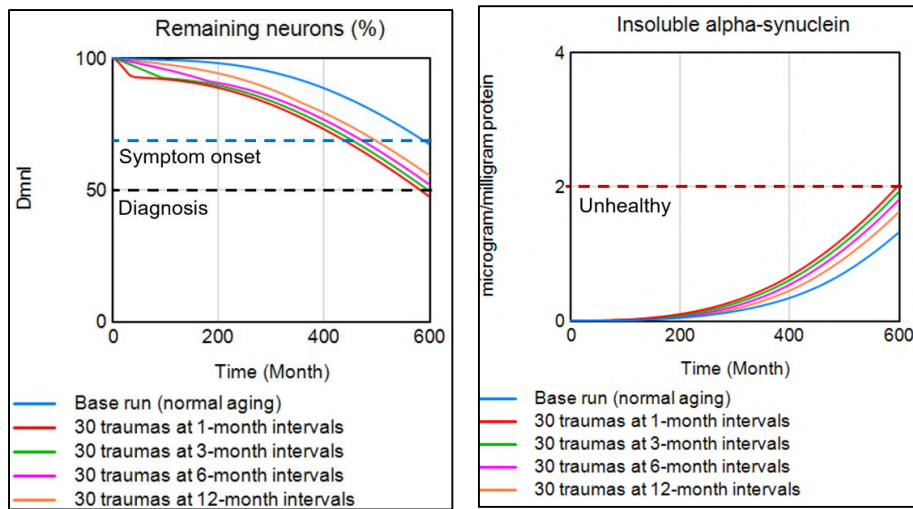 Remaining neurons (%)
100
50
0
Dmnl
Symptom onset
Diagnosis
0 200 400 600
Time (Month)
Base run (normal aging)
30 traumas at 1-month intervals
30 traumas at 3-month intervals
30 traumas at 6-month intervals
30 traumas at 12-month intervals
Insoluble alpha-synuclein
4
2
0
microgram/milligram protein
Unhealthy
0 200 400 600
Time (Month)
Base run (normal aging)
30 traumas at 1-month intervals
30 traumas at 3-month intervals
30 traumas at 6-month intervals
30 traumas at 12-month intervals